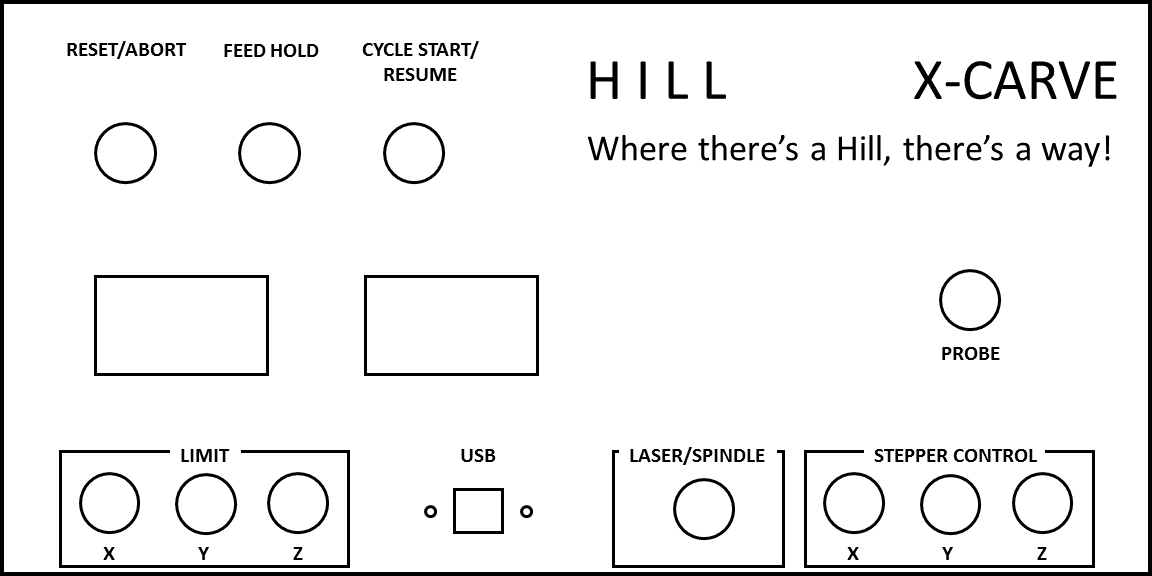 RESET/ABORT FEED HOLD CYCLE START/
RESUME
H I L L X-CARVE
Where there's a Hill, there's a way!
PROBE
LIMIT
X Y Z
USB
LASER/SPINDLE
STEPPER CONTROL
X Y Z